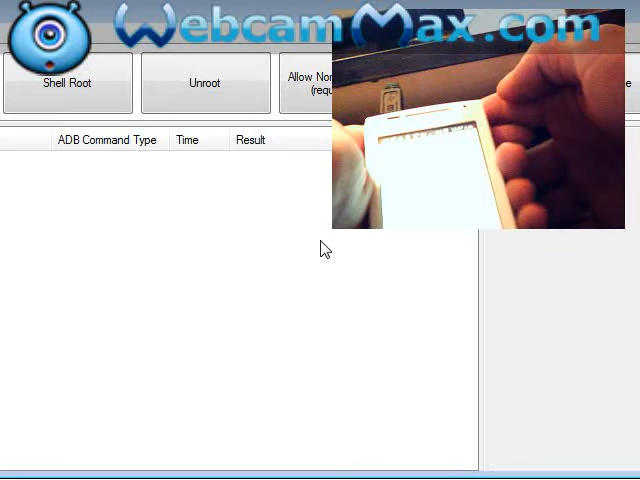 WebcamMax.com
Shell Root
Unroot
Allow Non
(requ
e
ADB Command Type
Time
Result